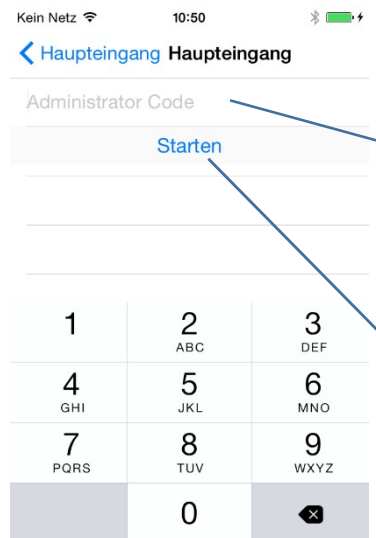 Kein Netz 10:50
Haupteingang Haupteingang
Administrator Code
Starten
1 2 3
ABC DEF
4 5 6
GHI JKL MNO
7 8 9
PQRS TUV WXYZ
0